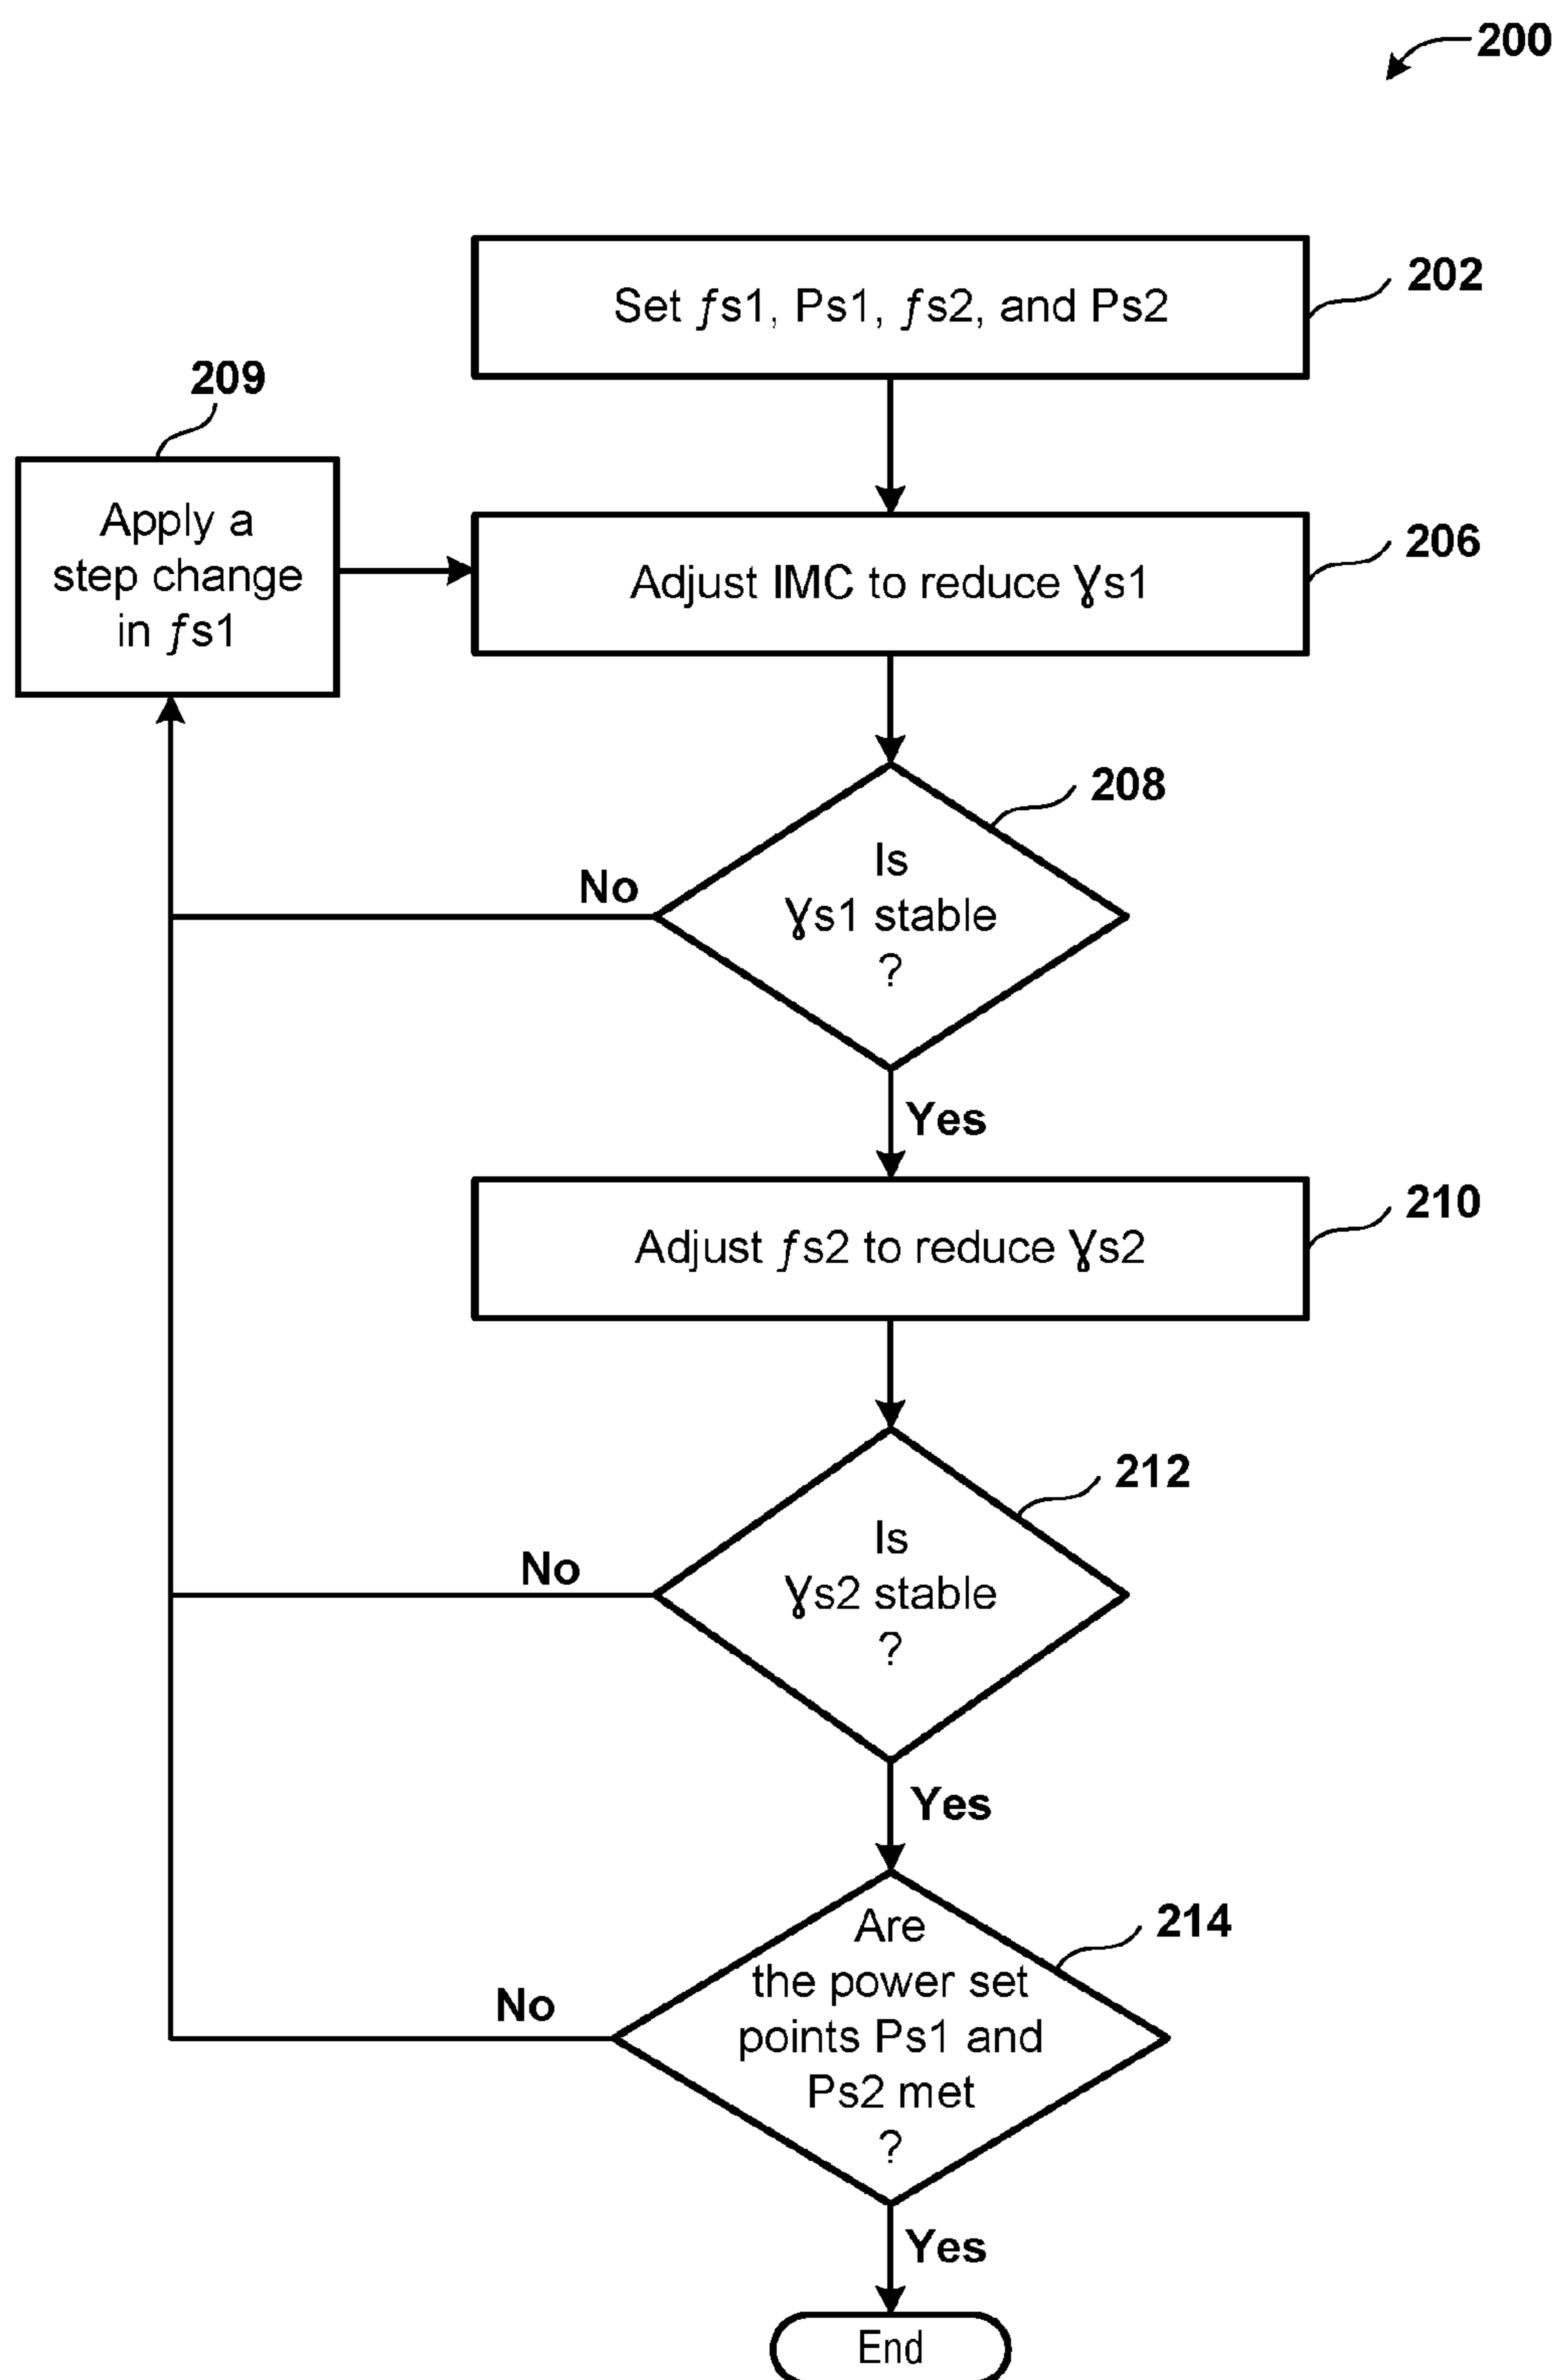 200
Set ƒs1, Ps1, ƒs2, and Ps2
202
209
Apply a
step change
in ƒs1
Adjust IMC to reduce Ɣs1
206
208
Is
Ɣs1 stable
?
No
Yes
Adjust ƒs2 to reduce Ɣs2
210
212
Is
Ɣs2 stable
?
No
Yes
214
Are
the power set
points Ps1 and
Ps2 met
?
No
Yes
End